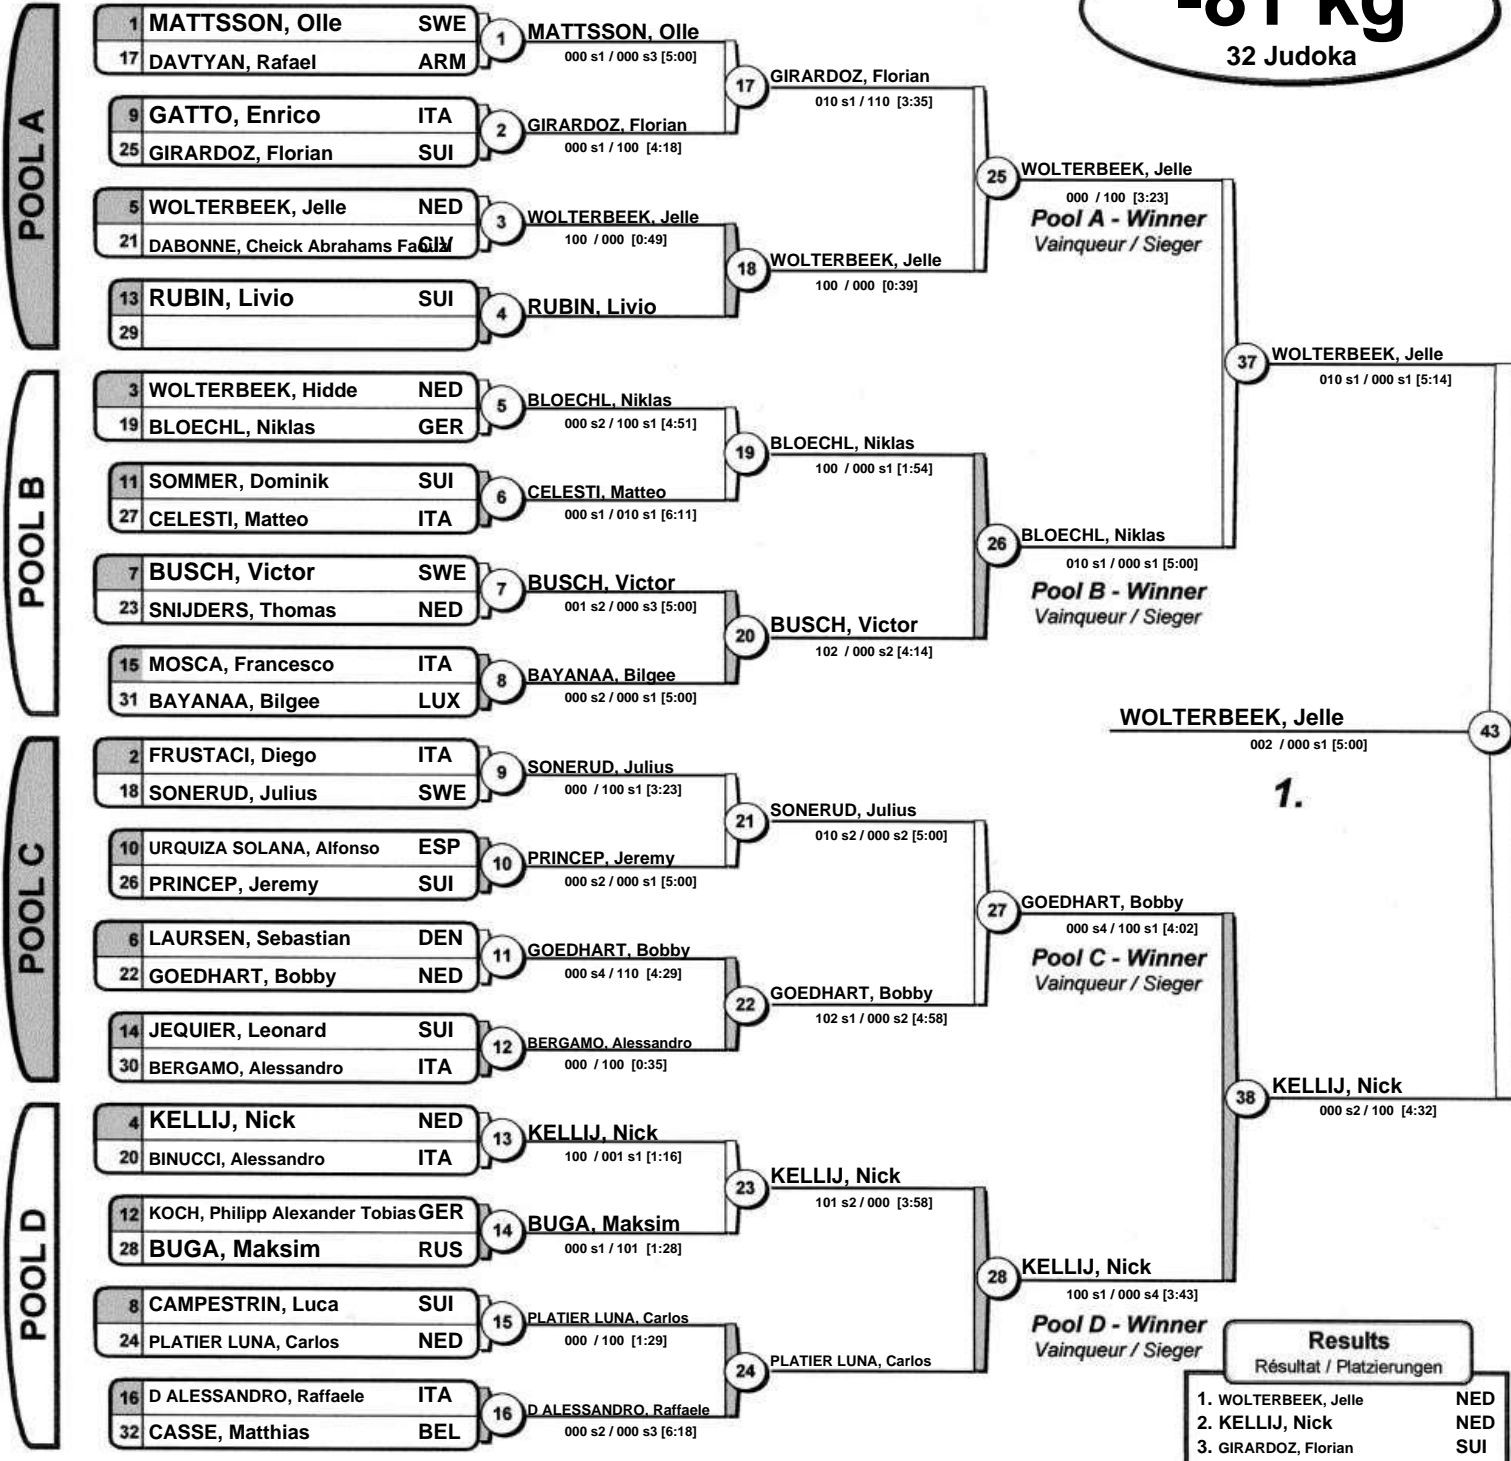 -81 kg
32 Judoka
POOL A
1 MATTSSON, Olle SWE
17 DAVTYAN, Rafael ARM
9 GATTO, Enrico ITA
25 GIRARDOZ, Florian SUI
5 WOLTERBEEK, Jelle NED
21 DABONNE, Cheick Abrahams Faouzi CIV
13 RUBIN, Livio SUI
29
POOL B
3 WOLTERBEEK, Hidde NED
19 BLOECHL, Niklas GER
11 SOMMER, Dominik SUI
27 CELESTI, Matteo ITA
7 BUSCH, Victor SWE
23 SNIJDERS, Thomas NED
15 MOSCA, Francesco ITA
31 BAYANAA, Bilgee LUX
POOL C
2 FRUSTACI, Diego ITA
18 SONERUD, Julius SWE
10 URQUIZA SOLANA, Alfonso ESP
26 PRINCEP, Jeremy SUI
6 LAURSEN, Sebastian DEN
22 GOEDHART, Bobby NED
14 JEQUIER, Leonard SUI
30 BERGAMO, Alessandro ITA
POOL D
4 KELLIJ, Nick NED
20 BINUCCI, Alessandro ITA
12 KOCH, Philipp Alexander Tobias GER
28 BUGA, Maksim RUS
8 CAMPESTRIN, Luca SUI
24 PLATIER LUNA, Carlos NED
16 D ALESSANDRO, Raffaele ITA
32 CASSE, Matthias BEL
1 MATTSSON, Olle
000 s1 / 000 s3 [5:00]
2 GIRARDOZ, Florian
000 s1 / 100 [4:18]
3 WOLTERBEEK, Jelle
100 / 000 [0:49]
4 RUBIN, Livio
5 BLOECHL, Niklas
000 s2 / 100 s1 [4:51]
6 CELESTI, Matteo
000 s1 / 010 s1 [6:11]
7 BUSCH, Victor
001 s2 / 000 s3 [5:00]
8 BAYANAA, Bilgee
000 s2 / 000 s1 [5:00]
9 SONERUD, Julius
000 / 100 s1 [3:23]
10 PRINCEP, Jeremy
000 s2 / 000 s1 [5:00]
11 GOEDHART, Bobby
000 s4 / 110 [4:29]
12 BERGAMO, Alessandro
000 / 100 [0:35]
13 KELLIJ, Nick
100 / 001 s1 [1:16]
14 BUGA, Maksim
000 s1 / 101 [1:28]
15 PLATIER LUNA, Carlos
000 / 100 [1:29]
16 D ALESSANDRO, Raffaele
000 s2 / 000 s3 [6:18]
17 GIRARDOZ, Florian
010 s1 / 110 [3:35]
18 WOLTERBEEK, Jelle
100 / 000 [0:39]
19 BLOECHL, Niklas
100 / 000 s1 [1:54]
20 BUSCH, Victor
102 / 000 s2 [4:14]
21 SONERUD, Julius
010 s2 / 000 s2 [5:00]
22 GOEDHART, Bobby
102 s1 / 000 s2 [4:58]
23 KELLIJ, Nick
101 s2 / 000 [3:58]
24 PLATIER LUNA, Carlos
25 WOLTERBEEK, Jelle
000 / 100 [3:23]
Pool A - Winner
Vainqueur / Sieger
26 BLOECHL, Niklas
010 s1 / 000 s1 [5:00]
Pool B - Winner
Vainqueur / Sieger
27 GOEDHART, Bobby
000 s4 / 100 s1 [4:02]
Pool C - Winner
Vainqueur / Sieger
28 KELLIJ, Nick
100 s1 / 000 s4 [3:43]
Pool D - Winner
Vainqueur / Sieger
37 WOLTERBEEK, Jelle
010 s1 / 000 s1 [5:14]
38 KELLIJ, Nick
000 s2 / 100 [4:32]
WOLTERBEEK, Jelle 43
002 / 000 s1 [5:00]
1.
Results
Résultat / Platzierungen
1. WOLTERBEEK, Jelle NED
2. KELLIJ, Nick NED
3. GIRARDOZ, Florian SUI